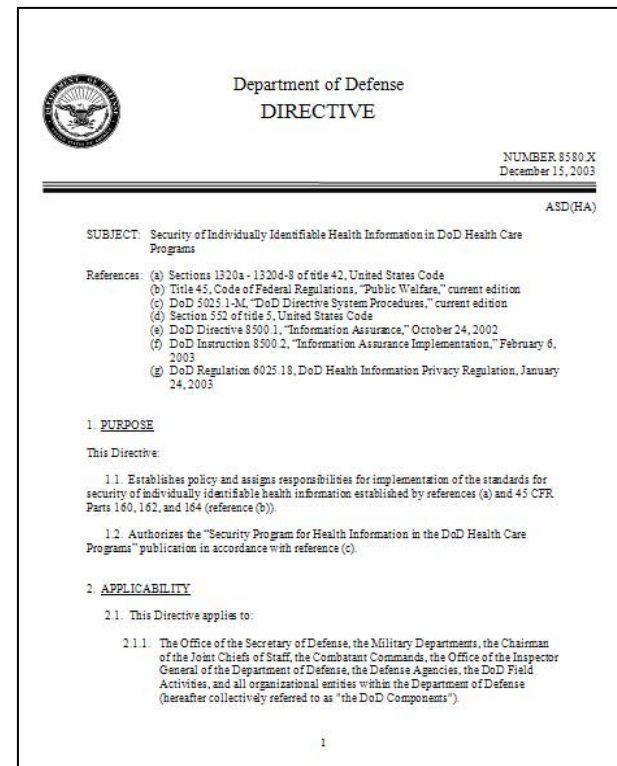 Department of Defense
DIRECTIVE
NUMBER 8580.X
December 15, 2003
ASD(HA)
SUBJECT: Security of Individually Identifiable Health Information in DoD Health Care
Programs
References: (a) Sections 1320a - 1320d-8 of title 42, United States Code
(b) Title 45, Code of Federal Regulations, "Public Welfare," current edition
(c) DoD 5025.1-M, "DoD Directive System Procedures," current edition
(d) Section 552 of title 5, United States Code
(e) DoD Directive 8500.1, "Information Assurance," October 24, 2002
(f) DoD Instruction 8500.2, "Information Assurance Implementation," February 6,
2003
(g) DoD Regulation 6025.18, DoD Health Information Privacy Regulation, January
24, 2003
1. PURPOSE
This Directive:
1.1. Establishes policy and assigns responsibilities for implementation of the standards for
security of individually identifiable health information established by references (a) and 45 CFR
Parts 160, 162, and 164 (reference (b)).
1.2. Authorizes the "Security Program for Health Information in the DoD Health Care
Programs" publication in accordance with reference (c).
2. APPLICABILITY
2.1. This Directive applies to:
2.1.1. The Office of the Secretary of Defense, the Military Departments, the Chairman
of the Joint Chiefs of Staff, the Combatant Commands, the Office of the Inspector
General of the Department of Defense, the Defense Agencies, the DoD Field
Activities, and all organizational entities within the Department of Defense
(hereafter collectively referred to as "the DoD Components").
1